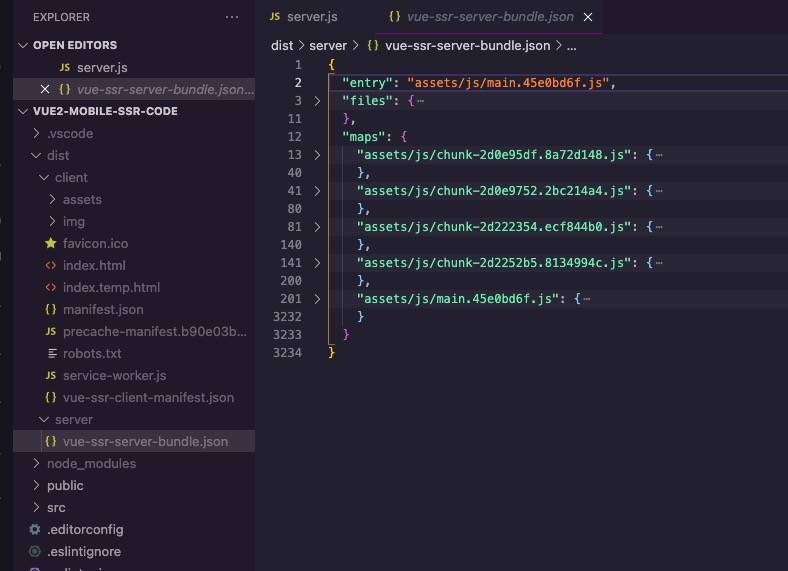 EXPLORER
OPEN EDITORS
JS server.js
{} vue-ssr-server-bundle.json...
VUE2-MOBILE-SSR-CODE
.vscode
dist
client
assets
img
favicon.ico
<> index.html
<> index.temp.html
{} manifest.json
JS precache-manifest.b90e03b...
robots.txt
JS service-worker.js
{} vue-ssr-client-manifest.json
server
{} vue-ssr-server-bundle.json
node_modules
public
src
.editorconfig
.eslintignore
JS server.js {} vue-ssr-server-bundle.json
dist > server > {} vue-ssr-server-bundle.json > ...
1 {
2 "entry": "assets/js/main.45e0bd6f.js",
3 "files": {…
11 },
12 "maps": {
13 "assets/js/chunk-2d0e95df.8a72d148.js": {…
40 },
41 "assets/js/chunk-2d0e9752.2bc214a4.js": {…
80 },
81 "assets/js/chunk-2d222354.ecf844b0.js": {…
140 },
141 "assets/js/chunk-2d2252b5.8134994c.js": {…
200 },
201 "assets/js/main.45e0bd6f.js": {…
3232 }
3233 }
3234 }